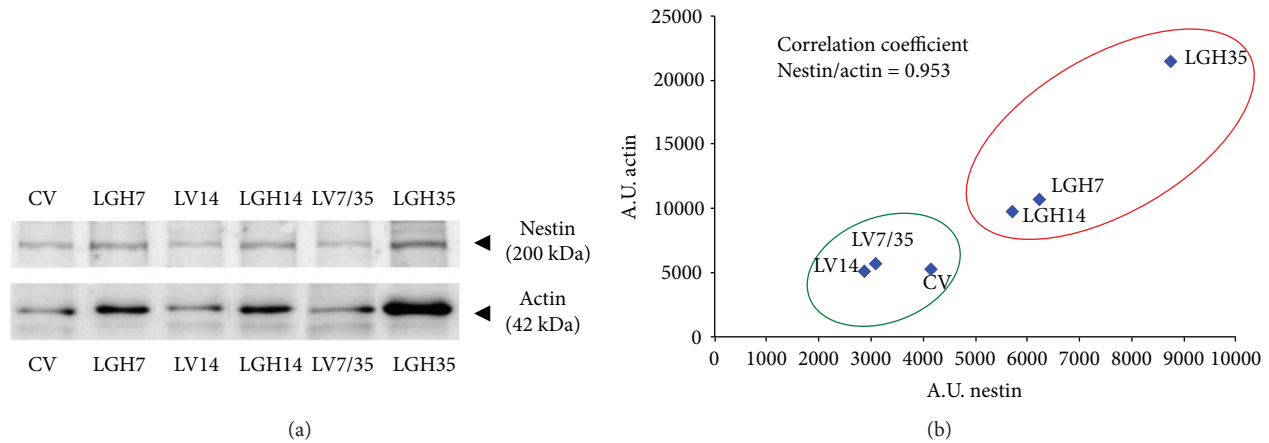 CV LGH7 LV14 LGH14 LV7/35 LGH35
Nestin
(200 kDa)
Actin
(42 kDa)
CV LGH7 LV14 LGH14 LV7/35 LGH35
(a)
25000
20000
15000
10000
5000
0
A.U. actin
Correlation coefficient
Nestin/actin = 0.953
LGH35
LGH7
LGH14
LV7/35
LV14
CV
0 1000 2000 3000 4000 5000 6000 7000 8000 9000 10000
A.U. nestin
(b)